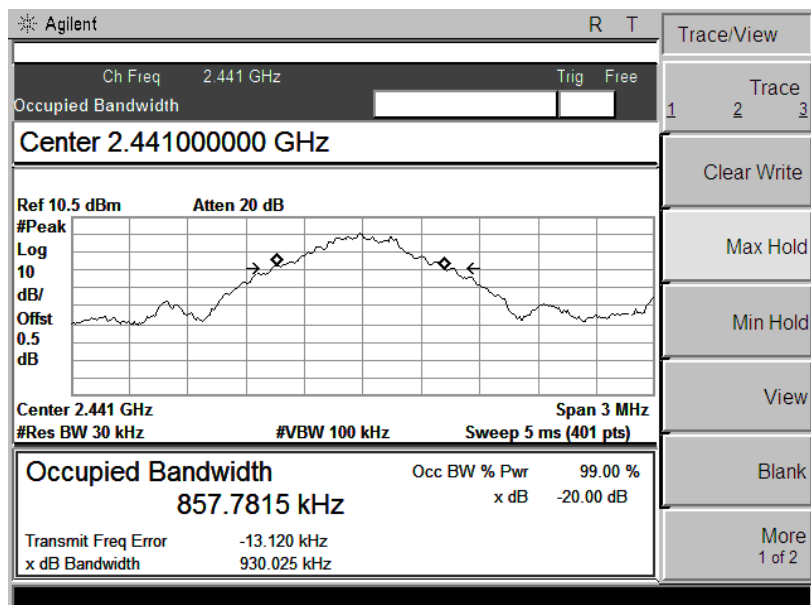 Agilent R T
Ch Freq 2.441 GHz Trig Free
Occupied Bandwidth
Center 2.441000000 GHz
Ref 10.5 dBm Atten 20 dB
#Peak
Log
10
dB/
Offst
0.5
dB
Center 2.441 GHz Span 3 MHz
#Res BW 30 kHz #VBW 100 kHz Sweep 5 ms (401 pts)
Occupied Bandwidth Occ BW % Pwr 99.00 %
857.7815 kHz x dB -20.00 dB
Transmit Freq Error -13.120 kHz
x dB Bandwidth 930.025 kHz
Trace/View
Trace
1 2 3
Clear Write
Max Hold
Min Hold
View
Blank
More
1 of 2